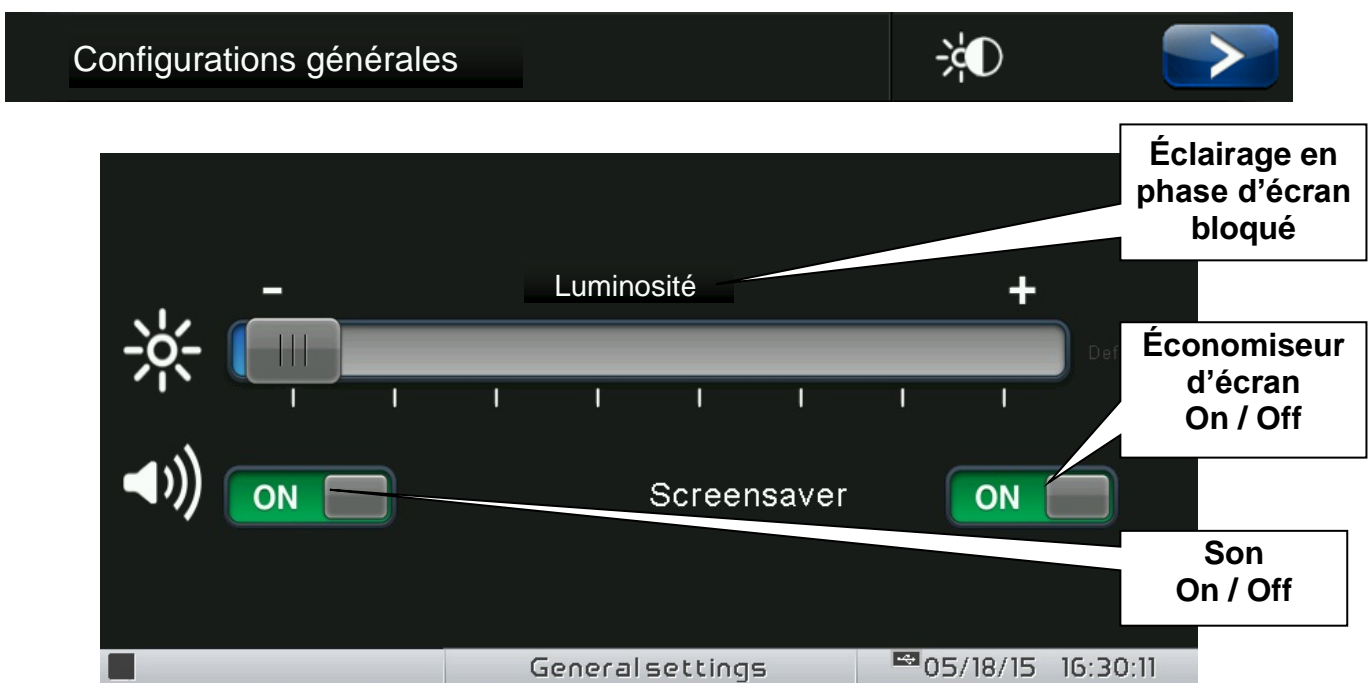 Configurations générales
Éclairage en
phase d’écran
bloqué
- Luminosité +
Def
Économiseur
d’écran
On / Off
ON Screensaver ON
Son
On / Off
General settings 05/18/15 16:30:11